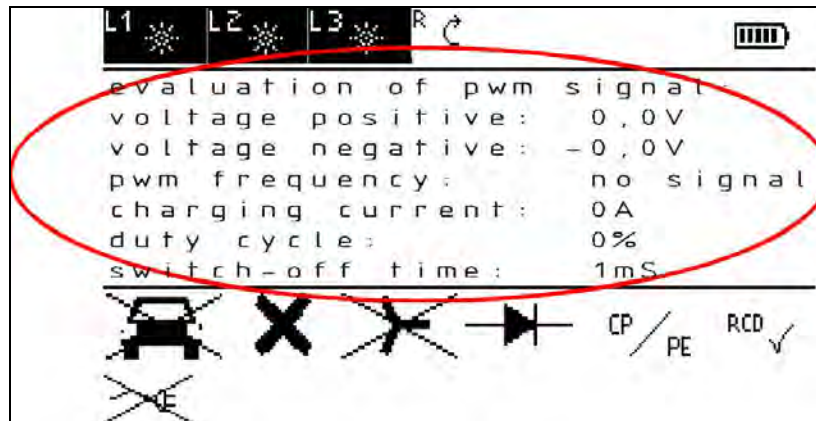 L1 L2 L3 R
evaluation of pwm signal:
voltage positive: 0,0V
voltage negative: -0,0V
pwm frequency: no signal
charging current: 0A
duty cycle: 0%
switch-off time: 1mS
CP/PE RCD